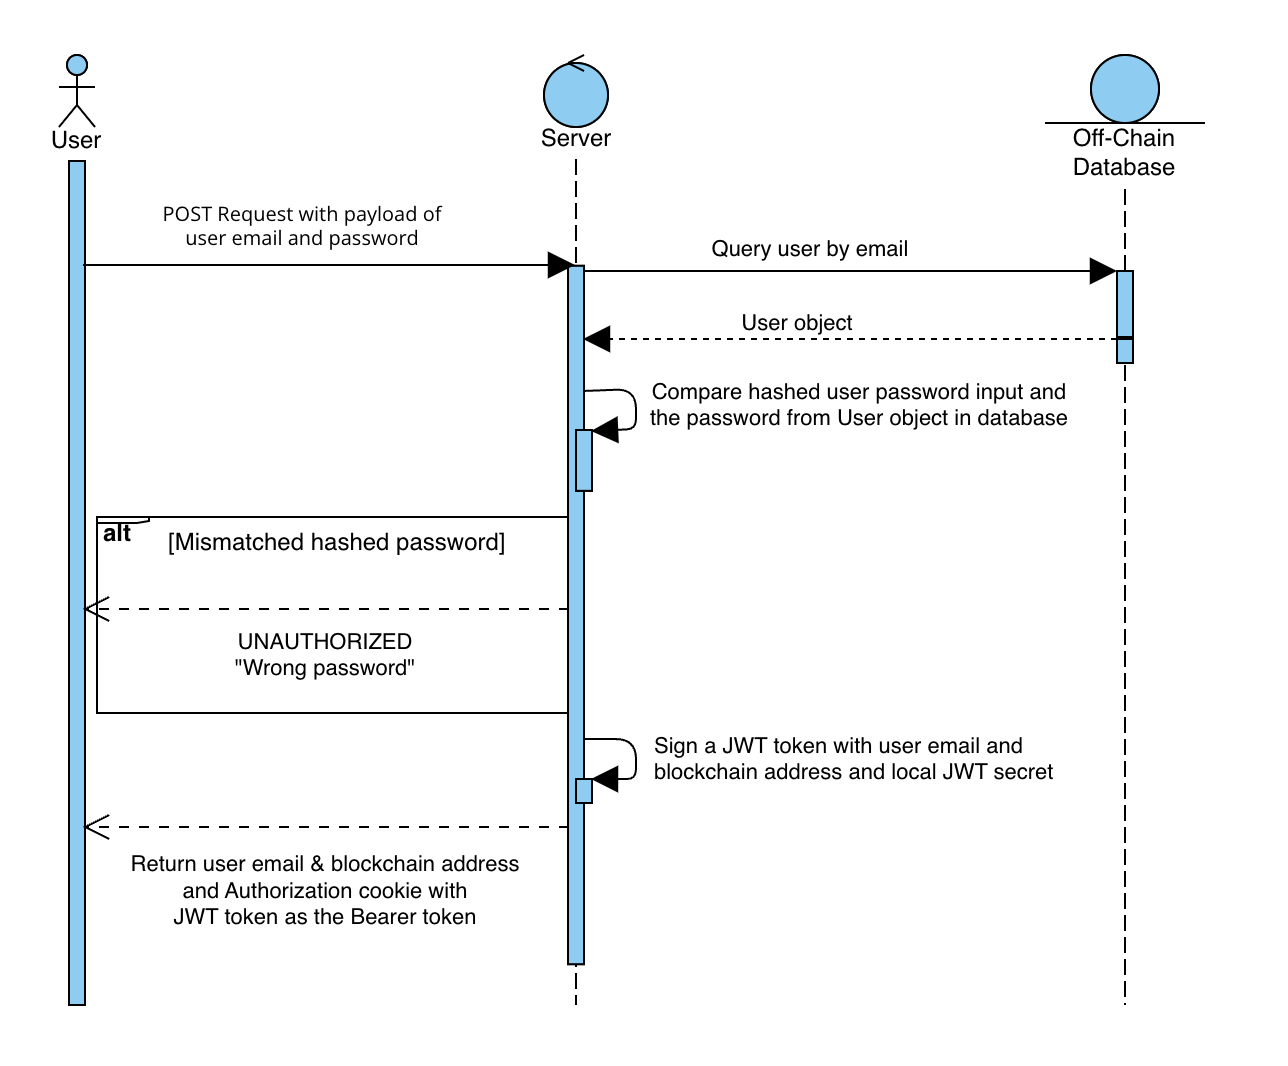 User
Server
Off-Chain
Database
POST Request with payload of
user email and password
Query user by email
User object
Compare hashed user password input and
the password from User object in database
alt
[Mismatched hashed password]
UNAUTHORIZED
"Wrong password"
Sign a JWT token with user email and
blockchain address and local JWT secret
Return user email & blockchain address
and Authorization cookie with
JWT token as the Bearer token